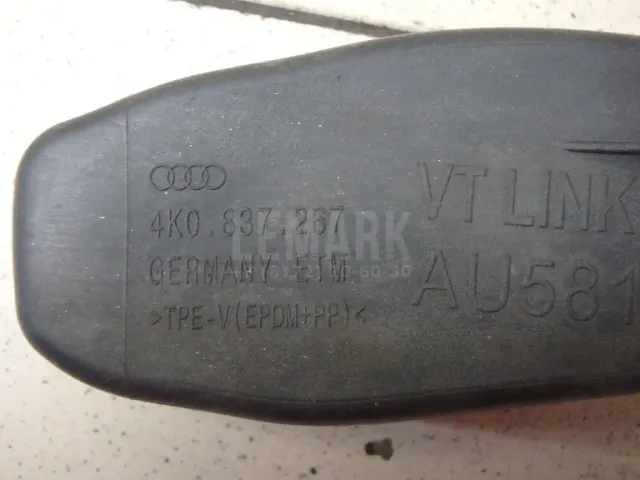 4K0.837.267
GERMANY ETM
>TPE-V(EPDM+PP)<
VT LINK
AU581
LEMARK